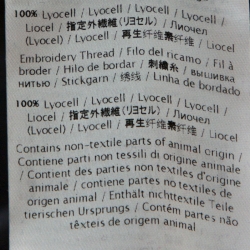 100% Lyocell / Lyocell / Lyocell / Lyocell /
Liocel / 指定外繊維(リヨセル) / Лиоцел
(Lyocel) / Lyocell / 再生纤维素纤维 / Liocel
Embroidery Thread / Filo del ricamo / Fil à
broder / Hilo de bordar / 刺繍糸 / вышивка
нитью / Stickgarn / 绣线 / Linha de bordado
100% Lyocell / Lyocell / Lyocell / Lyocell /
Liocel / 指定外繊維(リヨセル) / Лиоцел
(Lyocel) / Lyocell / 再生纤维素纤维 / Liocel
Contains non-textile parts of animal origin /
Contiene parti non tessili di origine animale
/ Contient des parties non textiles d'origine
animale / contiene partes no textiles de
origen animal / Enthält nichttextile Teile
tierischen Ursprungs / Contém partes não
têxteis de origem animal